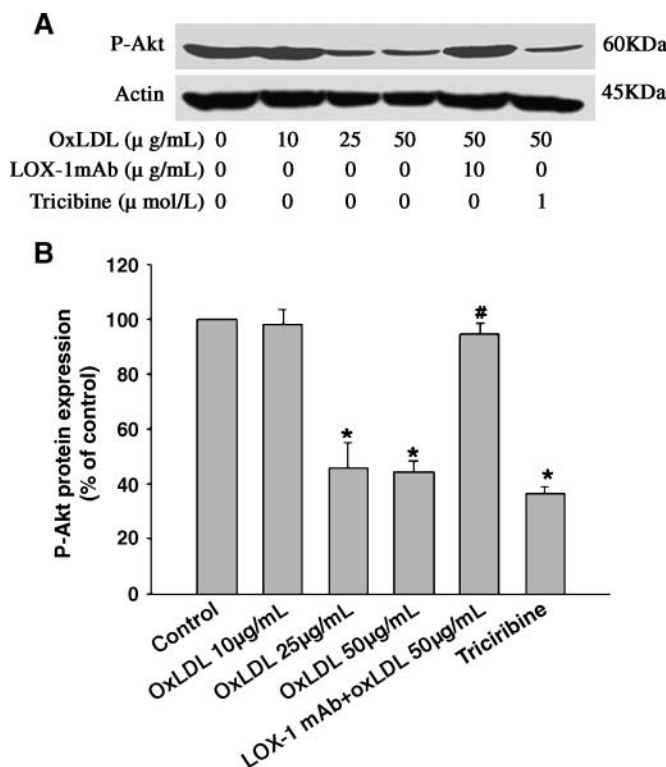 A
P-Akt 60KDa
Actin 45KDa
OxLDL (μ g/mL) 0 10 25 50 50 50
LOX-1mAb (μ g/mL) 0 0 0 0 10 0
Tricibine (μ mol/L) 0 0 0 0 0 1
B
P-Akt protein expression
(% of control)
120
100
80
60
40
20
0
*
*
#
*
Control
OxLDL 10μg/mL
OxLDL 25μg/mL
OxLDL 50μg/mL
LOX-1 mAb+oxLDL 50μg/mL
Triciribine